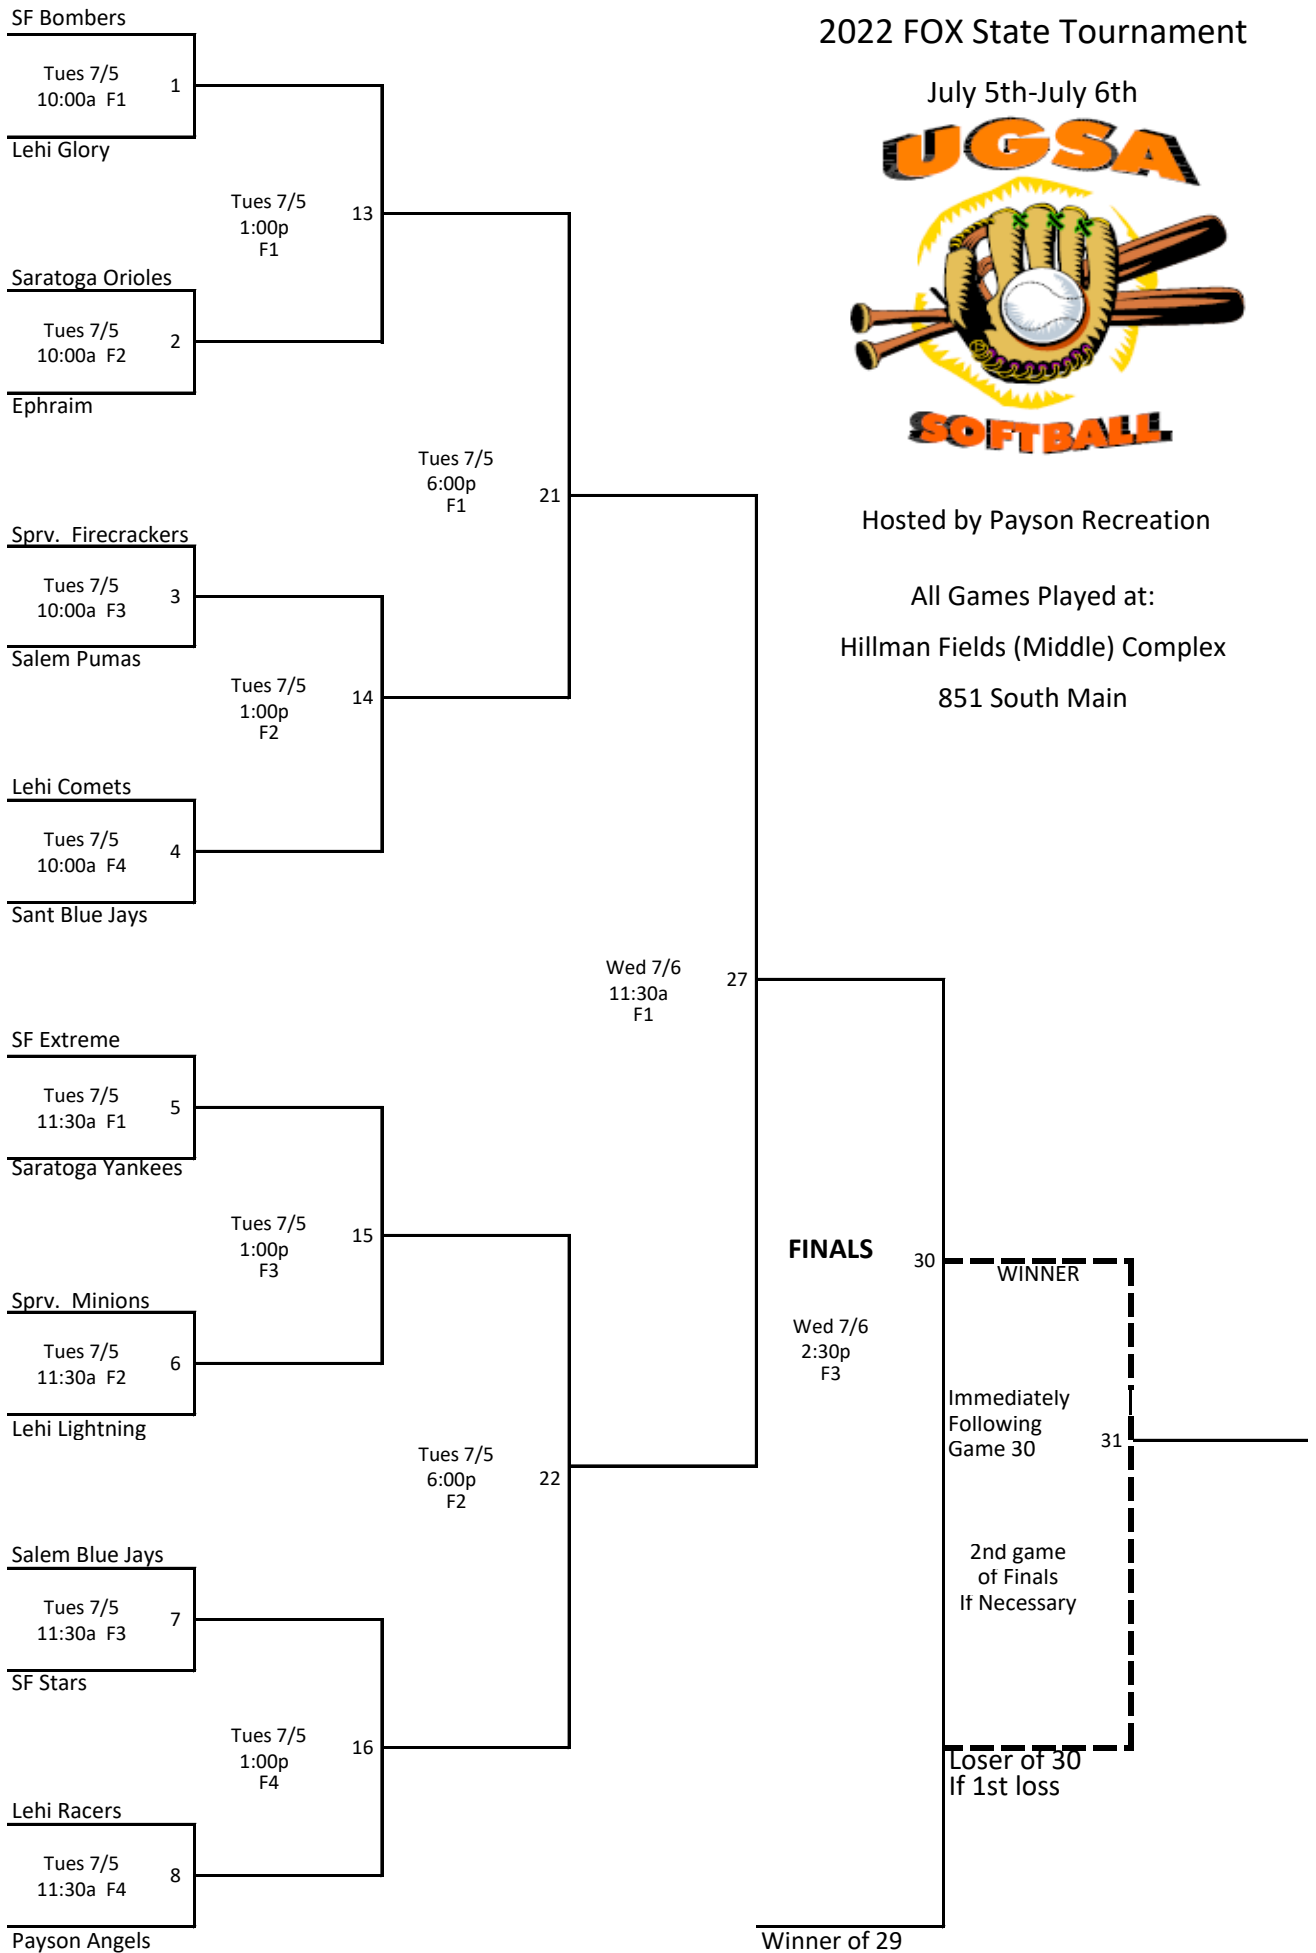 SF Bombers
2022 FOX State Tournament
Tues 7/5
10:00a F1
1
July 5th-July 6th
Lehi Glory
UGSA
Tues 7/5
1:00p
F1
13
Saratoga Orioles
Tues 7/5
10:00a F2
2
Ephraim
SOFTBALL
Tues 7/5
6:00p
F1
21
Hosted by Payson Recreation
Sprv. Firecrackers
Tues 7/5
10:00a F3
3
All Games Played at:
Hillman Fields (Middle) Complex
851 South Main
Salem Pumas
Tues 7/5
1:00p
F2
14
Lehi Comets
Tues 7/5
10:00a F4
4
Sant Blue Jays
Wed 7/6
11:30a
F1
27
SF Extreme
Tues 7/5
11:30a F1
5
Saratoga Yankees
Tues 7/5
1:00p
F3
15
FINALS
30
WINNER
Sprv. Minions
Tues 7/5
11:30a F2
6
Wed 7/6
2:30p
F3
Lehi Lightning
Immediately
Following
Game 30
31
Tues 7/5
6:00p
F2
22
Salem Blue Jays
2nd game
of Finals
If Necessary
Tues 7/5
11:30a F3
7
SF Stars
Tues 7/5
1:00p
F4
16
Loser of 30
If 1st loss
Lehi Racers
Tues 7/5
11:30a F4
8
Payson Angels
Winner of 29